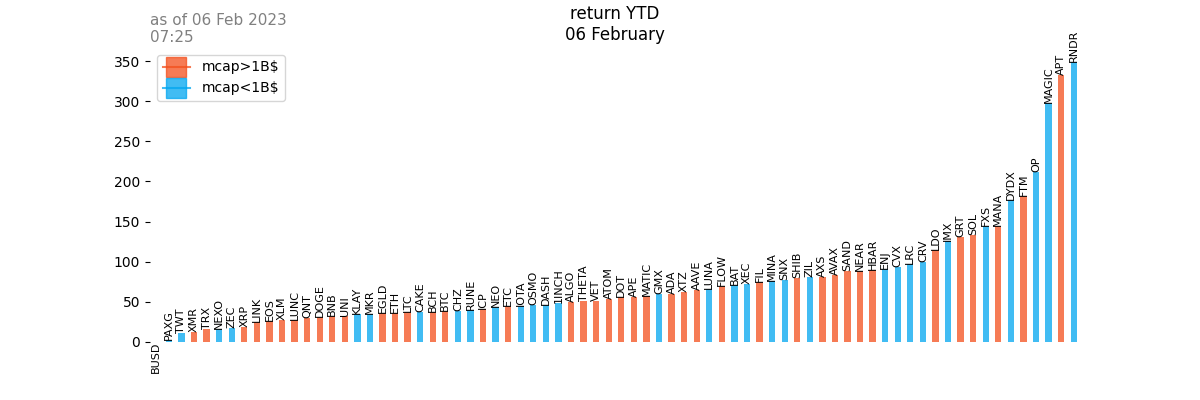 as of 06 Feb 2023
07:25
return YTD
06 February
mcap>1B$
mcap<1B$
350
300
250
200
150
100
50
0
BUSD
PAXG
TWT
XMR
TRX
NEXO
ZEC
XRP
LINK
EOS
XLM
LUNC
QNT
DOGE
BNB
UNI
KLAY
MKR
EGLD
ETH
LTC
CAKE
BCH
BTC
CHZ
RUNE
ICP
NEO
ETC
IOTA
OSMO
DASH
1INCH
ALGO
THETA
VET
ATOM
DOT
APE
MATIC
GMX
ADA
XTZ
AAVE
LUNA
FLOW
BAT
XEC
FIL
MINA
SNX
SHIB
ZIL
AXS
AVAX
SAND
NEAR
HBAR
ENJ
CVX
LRC
CRV
LDO
IMX
GRT
SOL
FXS
MANA
DYDX
FTM
OP
MAGIC
APT
RNDR